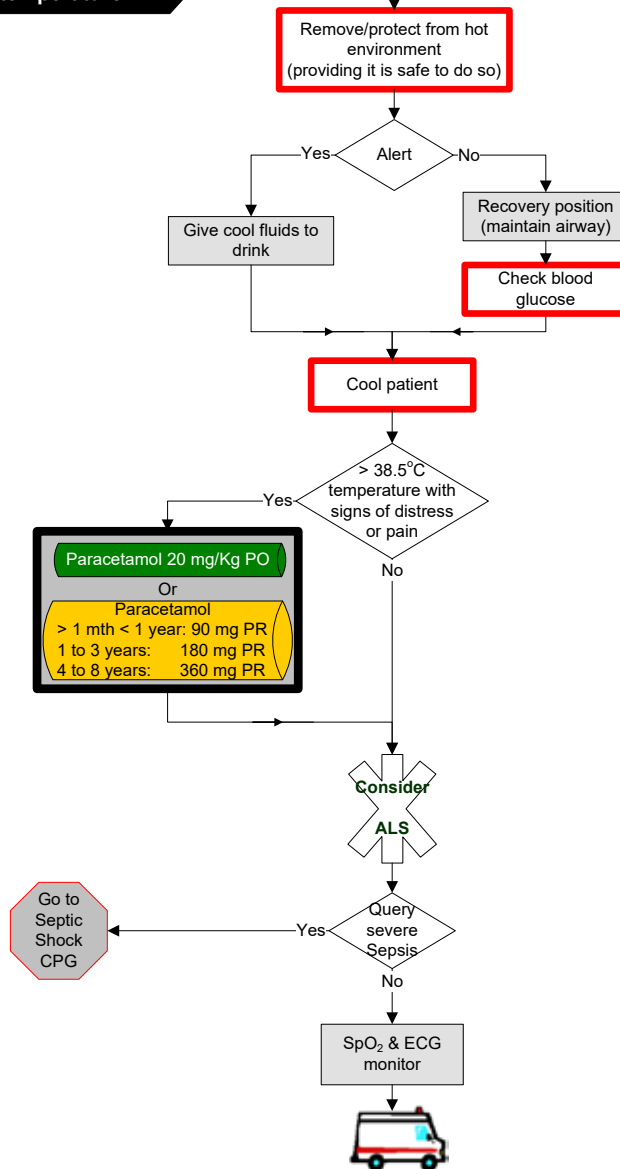 Remove/protect from hot
environment
(providing it is safe to do so)
Yes
Alert
No
Give cool fluids to
drink
Recovery position
(maintain airway)
Check blood
glucose
Cool patient
> 38.5°C
temperature with
signs of distress
or pain
Yes
No
Paracetamol 20 mg/Kg PO
Or
Paracetamol
> 1 mth < 1 year: 90 mg PR
1 to 3 years: 180 mg PR
4 to 8 years: 360 mg PR
Consider
ALS
Go to
Septic
Shock
CPG
Yes
Query
severe
Sepsis
No
SpO₂ & ECG
monitor